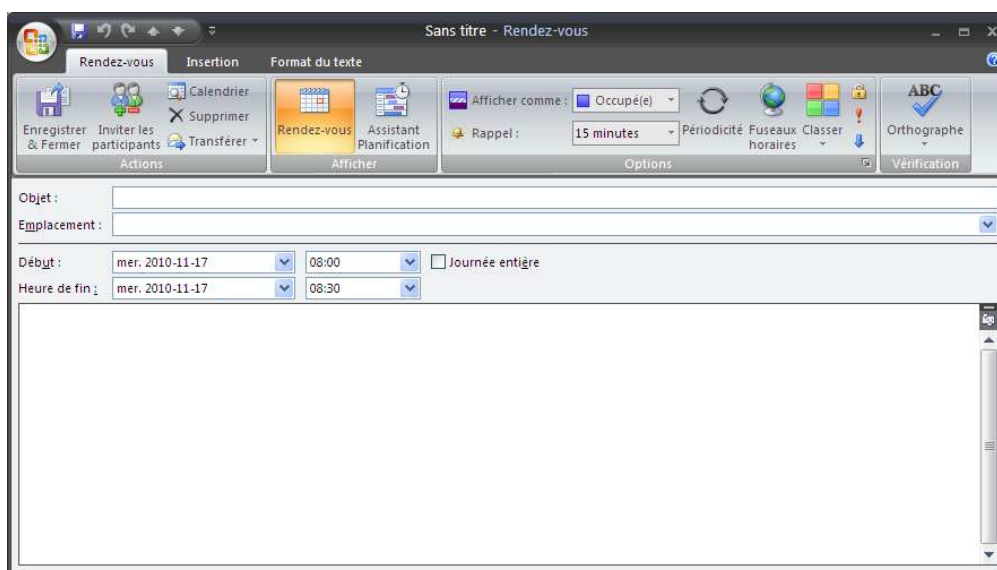 Sans titre - Rendez-vous
Rendez-vous Insertion Format du texte
Enregistrer & Fermer
Inviter les participants
Calendrier
Supprimer
Transférer
Actions
Rendez-vous
Assistant Planification
Afficher
Afficher comme : Occupé(e)
Rappel : 15 minutes
Périodicité
Fuseaux horaires
Classer
Options
ABC
Orthographe
Vérification
Objet :
Emplacement :
Début : mer. 2010-11-17 08:00 Journée entière
Heure de fin : mer. 2010-11-17 08:30